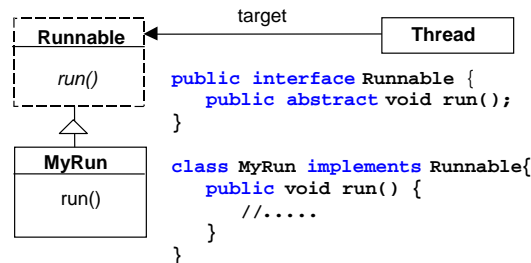 target
Runnable
Thread
run()
public interface Runnable {
public abstract void run();
}
MyRun
run()
class MyRun implements Runnable{
public void run() {
//.....
}
}